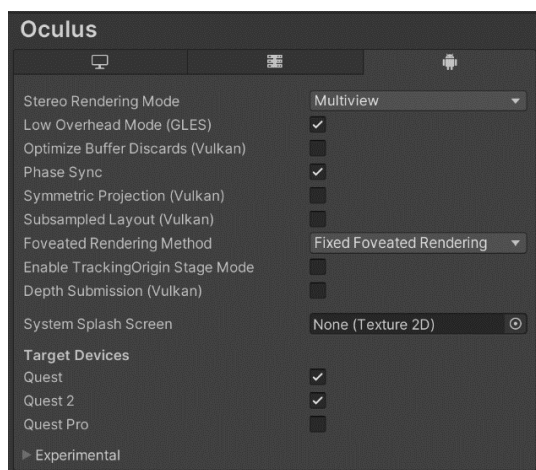 Oculus
Stereo Rendering Mode Multiview
Low Overhead Mode (GLES)
Optimize Buffer Discards (Vulkan)
Phase Sync
Symmetric Projection (Vulkan)
Subsampled Layout (Vulkan)
Foveated Rendering Method Fixed Foveated Rendering
Enable TrackingOrigin Stage Mode
Depth Submission (Vulkan)
System Splash Screen None (Texture 2D)
Target Devices
Quest
Quest 2
Quest Pro
Experimental